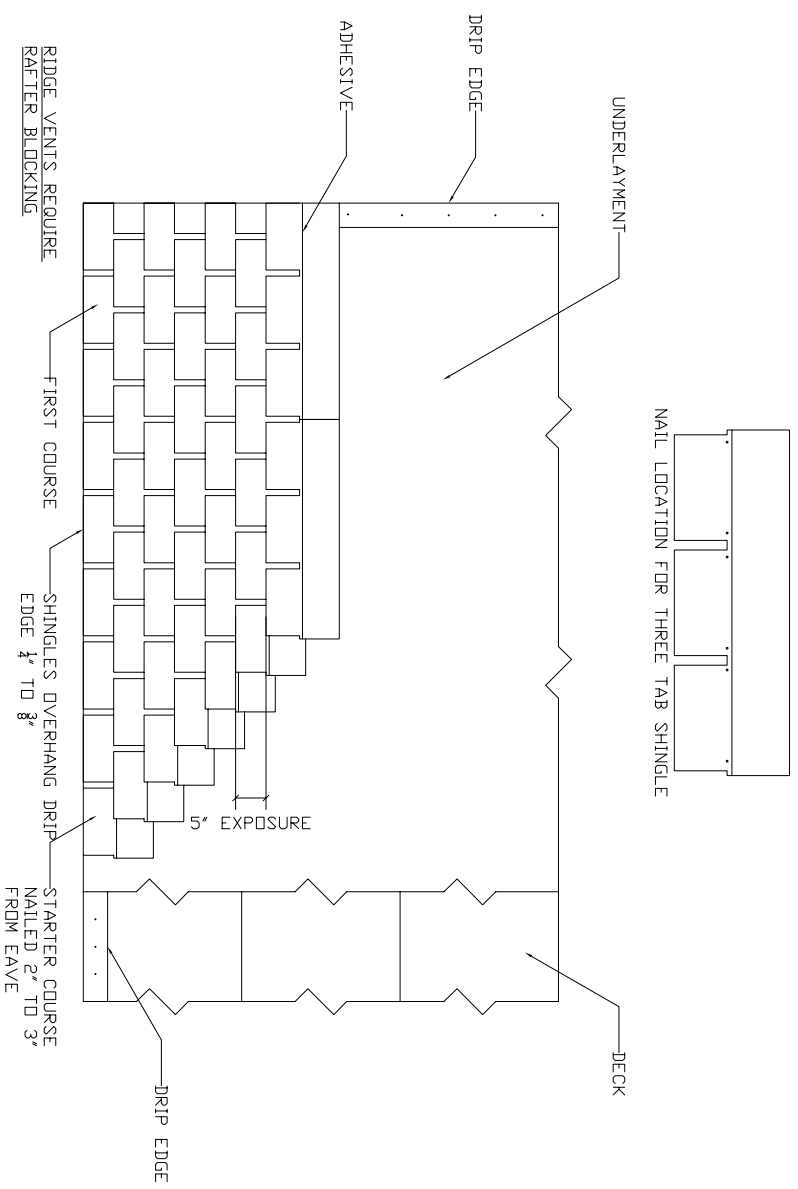 NAIL LOCATION FOR THREE TAB SHINGLE
UNDERLAYMENT
DECK
DRIP EDGE
ADHESIVE
5" EXPOSURE
DRIP EDGE
RIDGE VENTS REQUIRE
RAFTER BLOCKING
FIRST COURSE
SHINGLES OVERHANG DRIP
EDGE 1/4" TO 3/8"
STARTER COURSE
NAILED 2" TO 3"
FROM EAVE